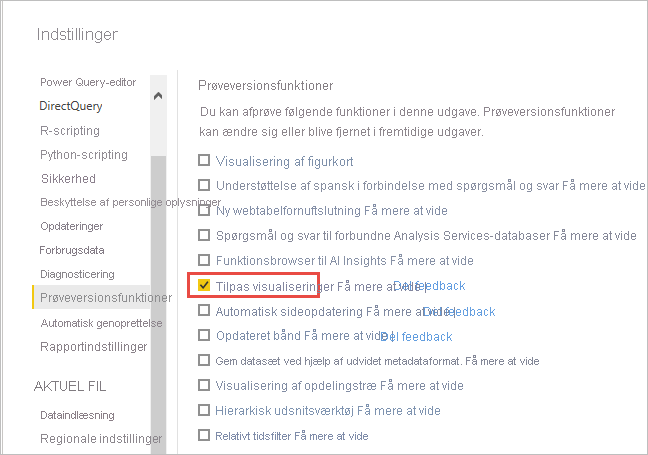 Indstillinger
Power Query-editor
DirectQuery
R-scripting
Python-scripting
Sikkerhed
Beskyttelse af personlige oplysninger
Opdateringer
Forbrugsdata
Diagnosticering
Prøveversionsfunktioner
Automatisk genoprettelse
Rapportindstillinger
AKTUEL FIL
Dataindlæsning
Regionale indstillinger
Prøveversionsfunktioner
Du kan afprøve følgende funktioner i denne udgave. Prøveversionsfunktioner
kan ændre sig eller blive fjernet i fremtidige udgaver.
Visualisering af figurkort
Understøttelse af spansk i forbindelse med spørgsmål og svar Få mere at vide
Ny webtabelfornuftslutning Få mere at vide
Spørgsmål og svar til forbundne Analysis Services-databaser Få mere at vide
Funktionsbrowser til AI Insights Få mere at vide
Tilpas visualiseringer Få mere at vide | Del feedback
Automatisk sideopdatering Få mere at vide | Del feedback
Opdateret bånd Få mere at vide | Del feedback
Gem datasæt ved hjælp af udvidet metadataformat. Få mere at vide
Visualisering af opdelingstræ Få mere at vide
Hierarkisk udsnitsværktøj Få mere at vide
Relativt tidsfilter Få mere at vide